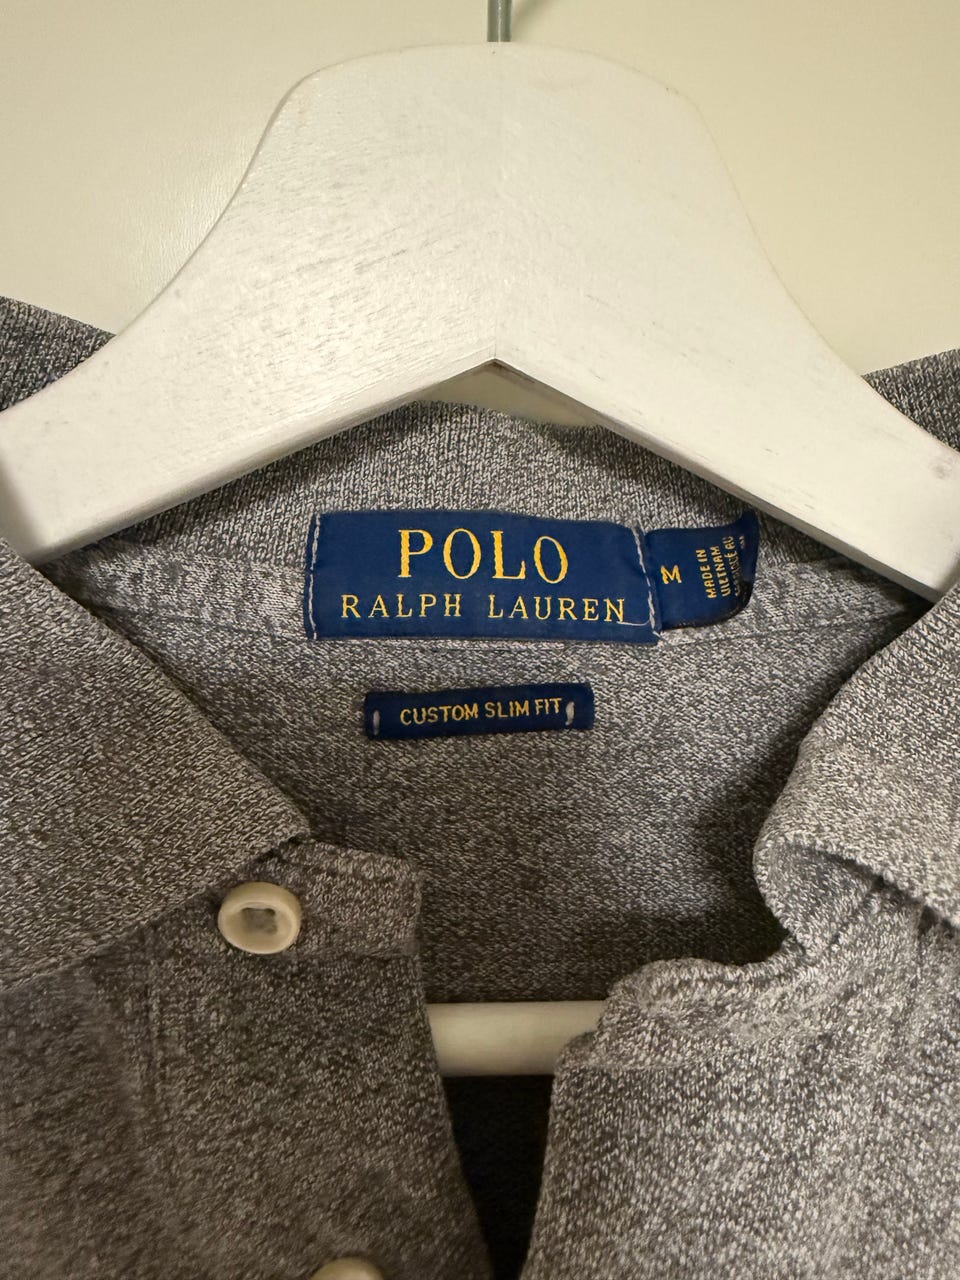 POLO
RALPH LAUREN
M
MADE IN
VIETNAM
CUSTOM SLIM FIT